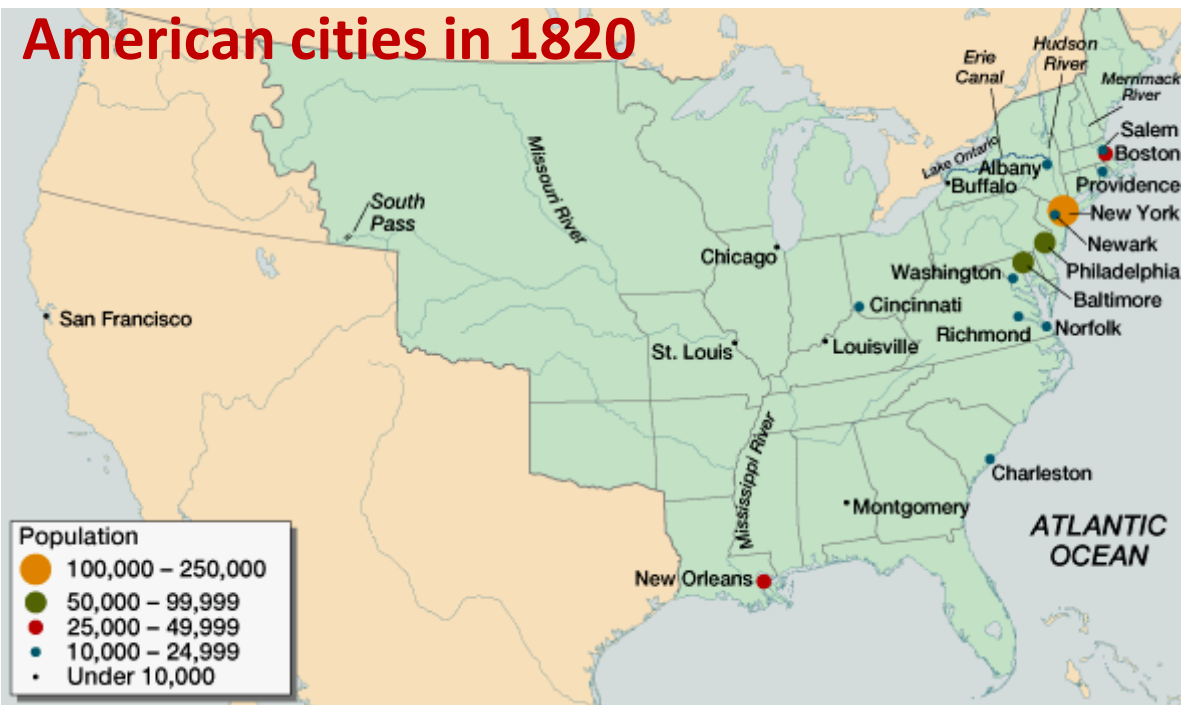 American cities in 1820
Erie
Canal
Hudson
River
Merrimack
River
Salem
Boston
Lake Ontario
Albany
Buffalo
Providence
Missouri River
South
Pass
New York
Newark
Chicago
Washington
Philadelphia
Baltimore
Cincinnati
San Francisco
Richmond
Norfolk
St. Louis
Louisville
Mississippi River
Charleston
Montgomery
ATLANTIC
OCEAN
New Orleans
Population
100,000 – 250,000
50,000 – 99,999
25,000 – 49,999
10,000 – 24,999
Under 10,000